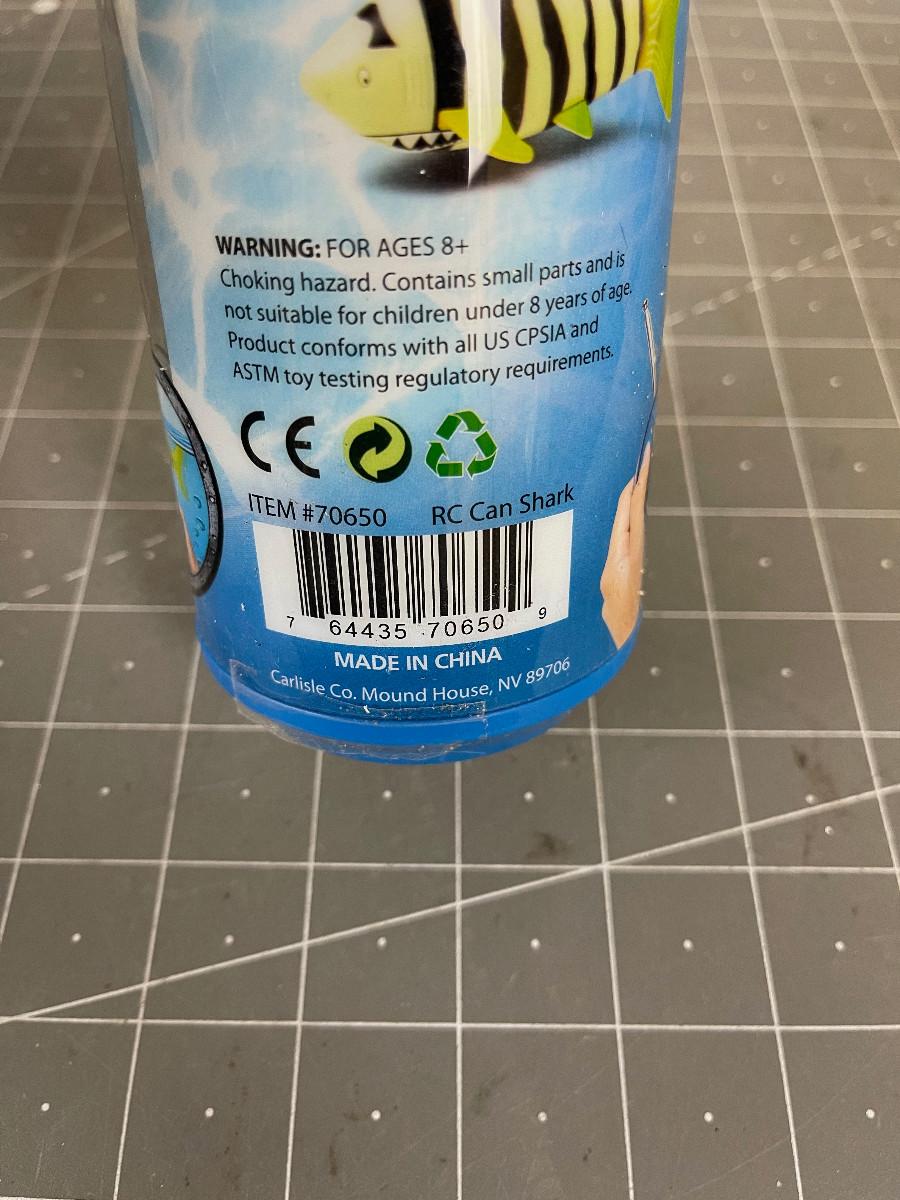 WARNING: FOR AGES 8+
Choking hazard. Contains small parts and is
not suitable for children under 8 years of age.
Product conforms with all US CPSIA and
ASTM toy testing regulatory requirements.
CE
ITEM #70650 RC Can Shark
7 64435 70650 9
MADE IN CHINA
Carlisle Co. Mound House, NV 89706